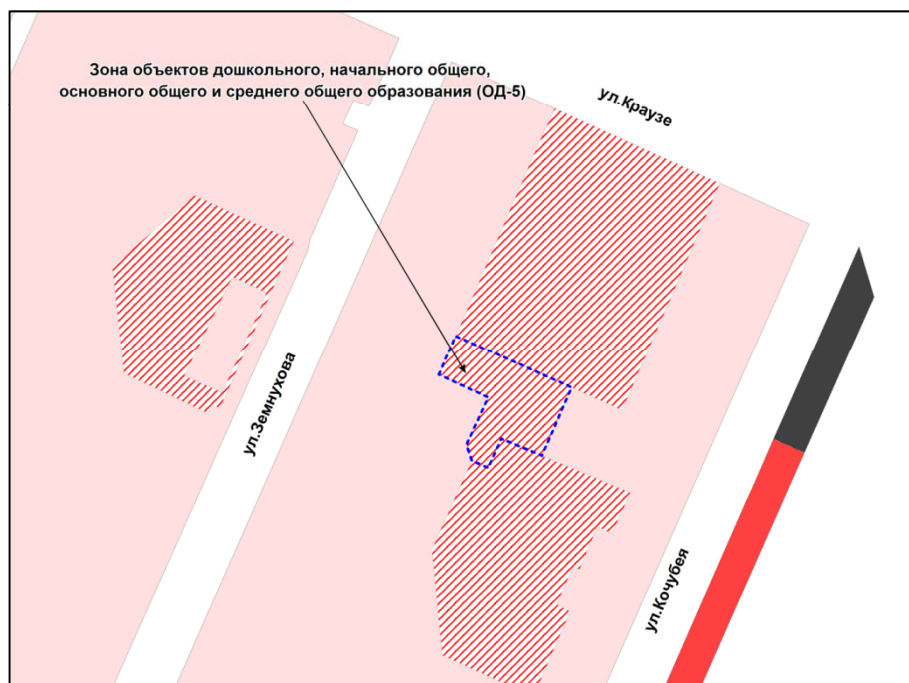 Зона объектов дошкольного, начального общего,
основного общего и среднего общего образования (ОД-5)
ул.Краузе
ул.Земнухова
ул.Кочубея